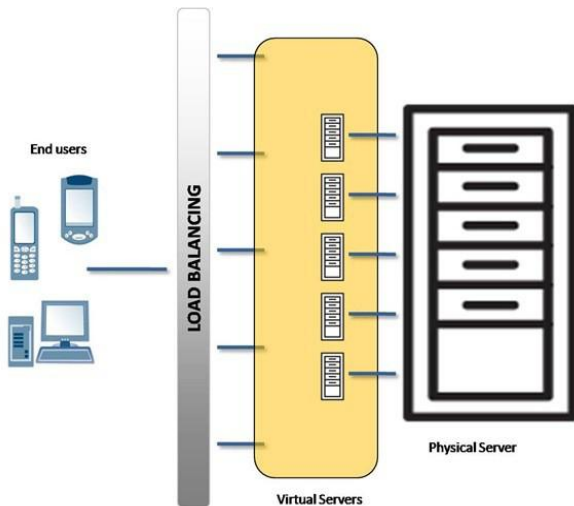 End users
LOAD BALANCING
Virtual Servers
Physical Server